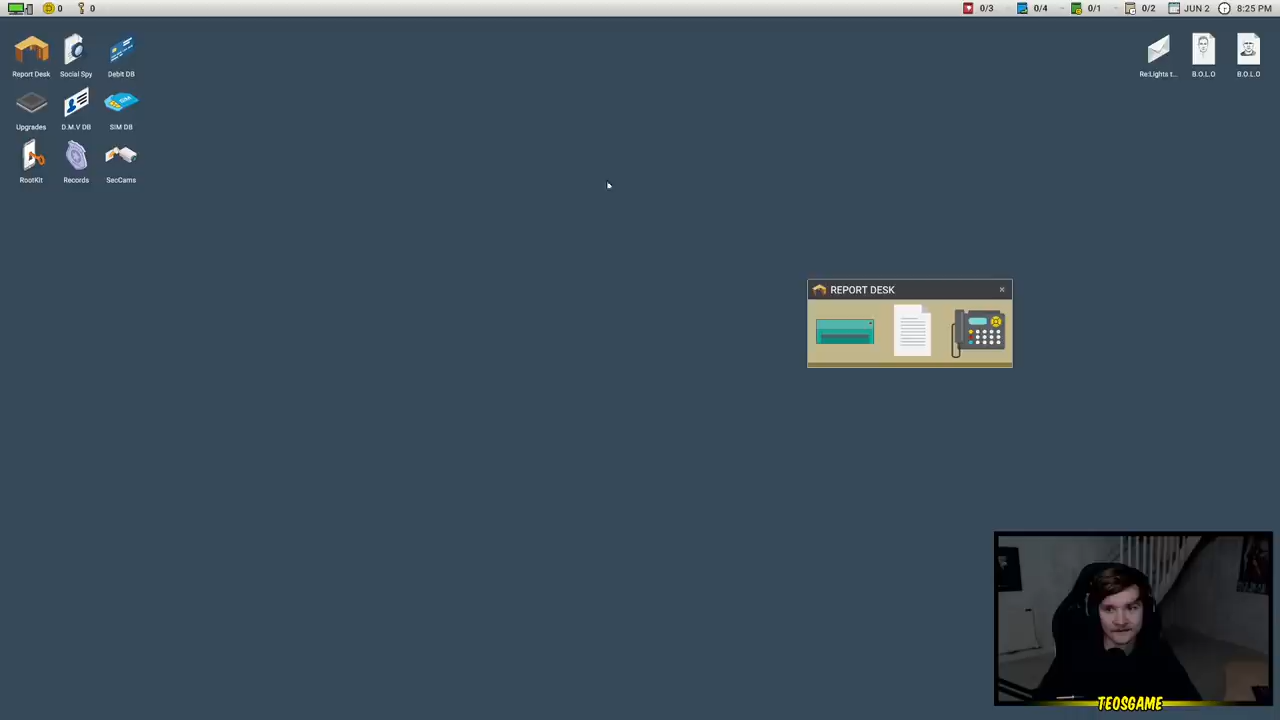 0 0 0/3 0/4 0/1 0/2 JUN 2 8:25 PM
Report Desk Social Spy Debit DB
Re:Lights t... B.O.L.O B.O.L.O
Upgrades D.M.V DB SIM DB
RootKit Records SecCams
REPORT DESK
TEOSGAME